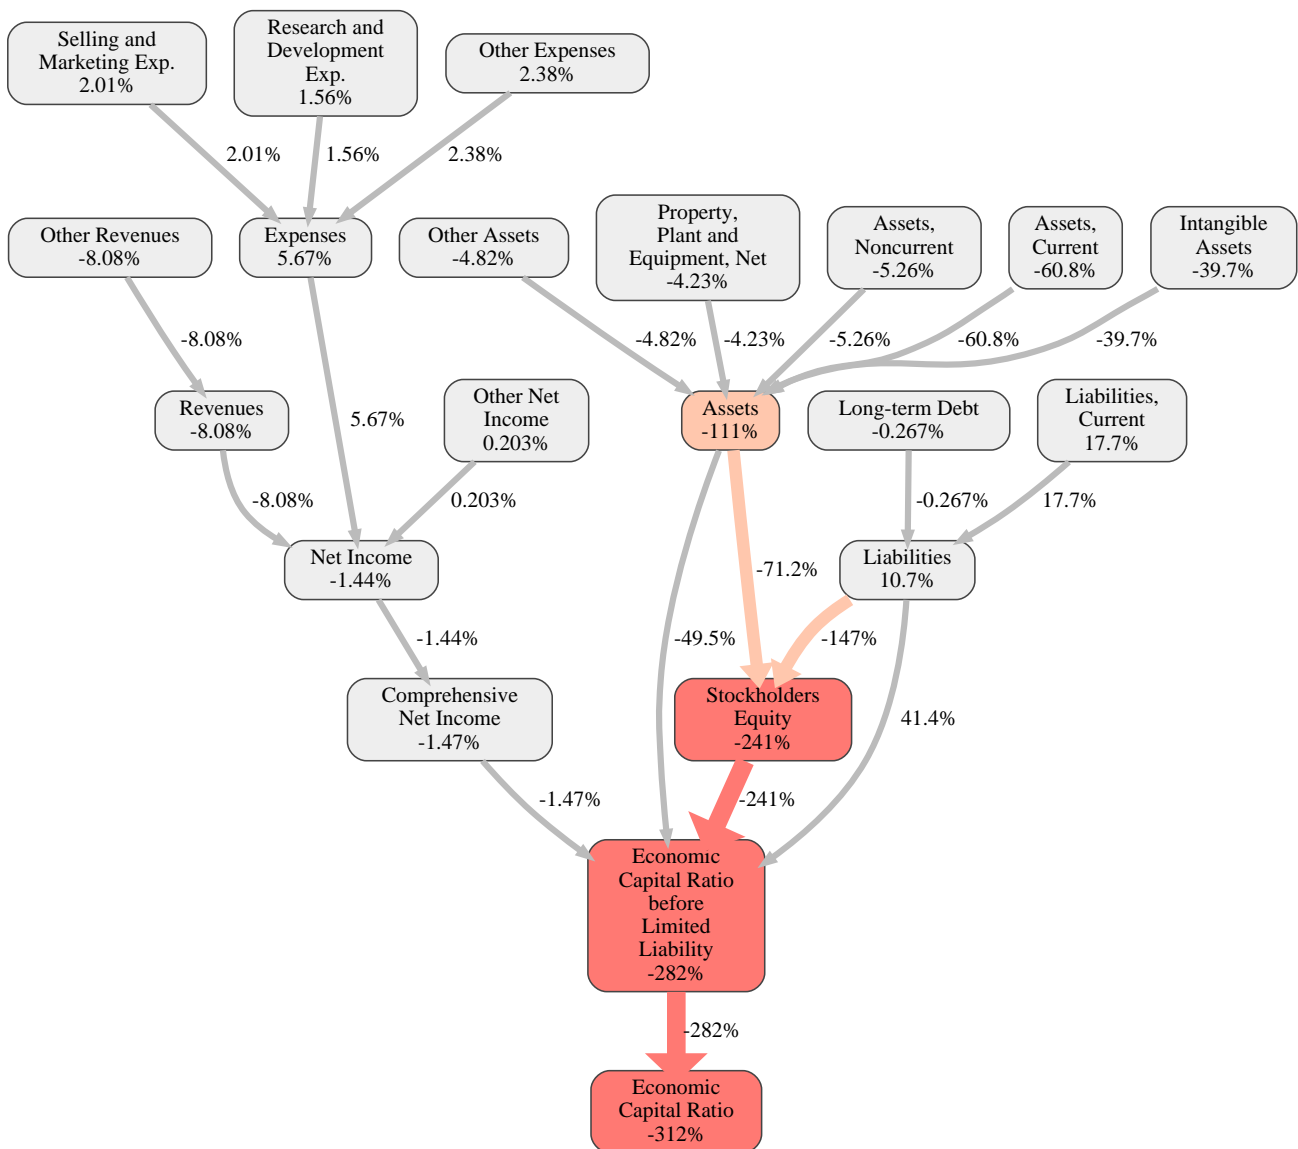 Selling and
Marketing Exp.
2.01%
Research and
Development
Exp.
1.56%
Other Expenses
2.38%
2.01%
1.56%
2.38%
Other Revenues
-8.08%
Expenses
5.67%
Other Assets
-4.82%
Property,
Plant and
Equipment, Net
-4.23%
Assets,
Noncurrent
-5.26%
Assets,
Current
-60.8%
Intangible
Assets
-39.7%
-8.08%
-4.82%
-4.23%
-5.26%
-60.8%
-39.7%
Revenues
-8.08%
5.67%
Other Net
Income
0.203%
Assets
-111%
Long-term Debt
-0.267%
Liabilities,
Current
17.7%
-8.08%
0.203%
-0.267%
17.7%
Net Income
-1.44%
-71.2%
Liabilities
10.7%
-1.44%
-49.5%
-147%
Comprehensive
Net Income
-1.47%
Stockholders
Equity
-241%
41.4%
-1.47%
-241%
Economic
Capital Ratio
before
Limited
Liability
-282%
-282%
Economic
Capital Ratio
-312%